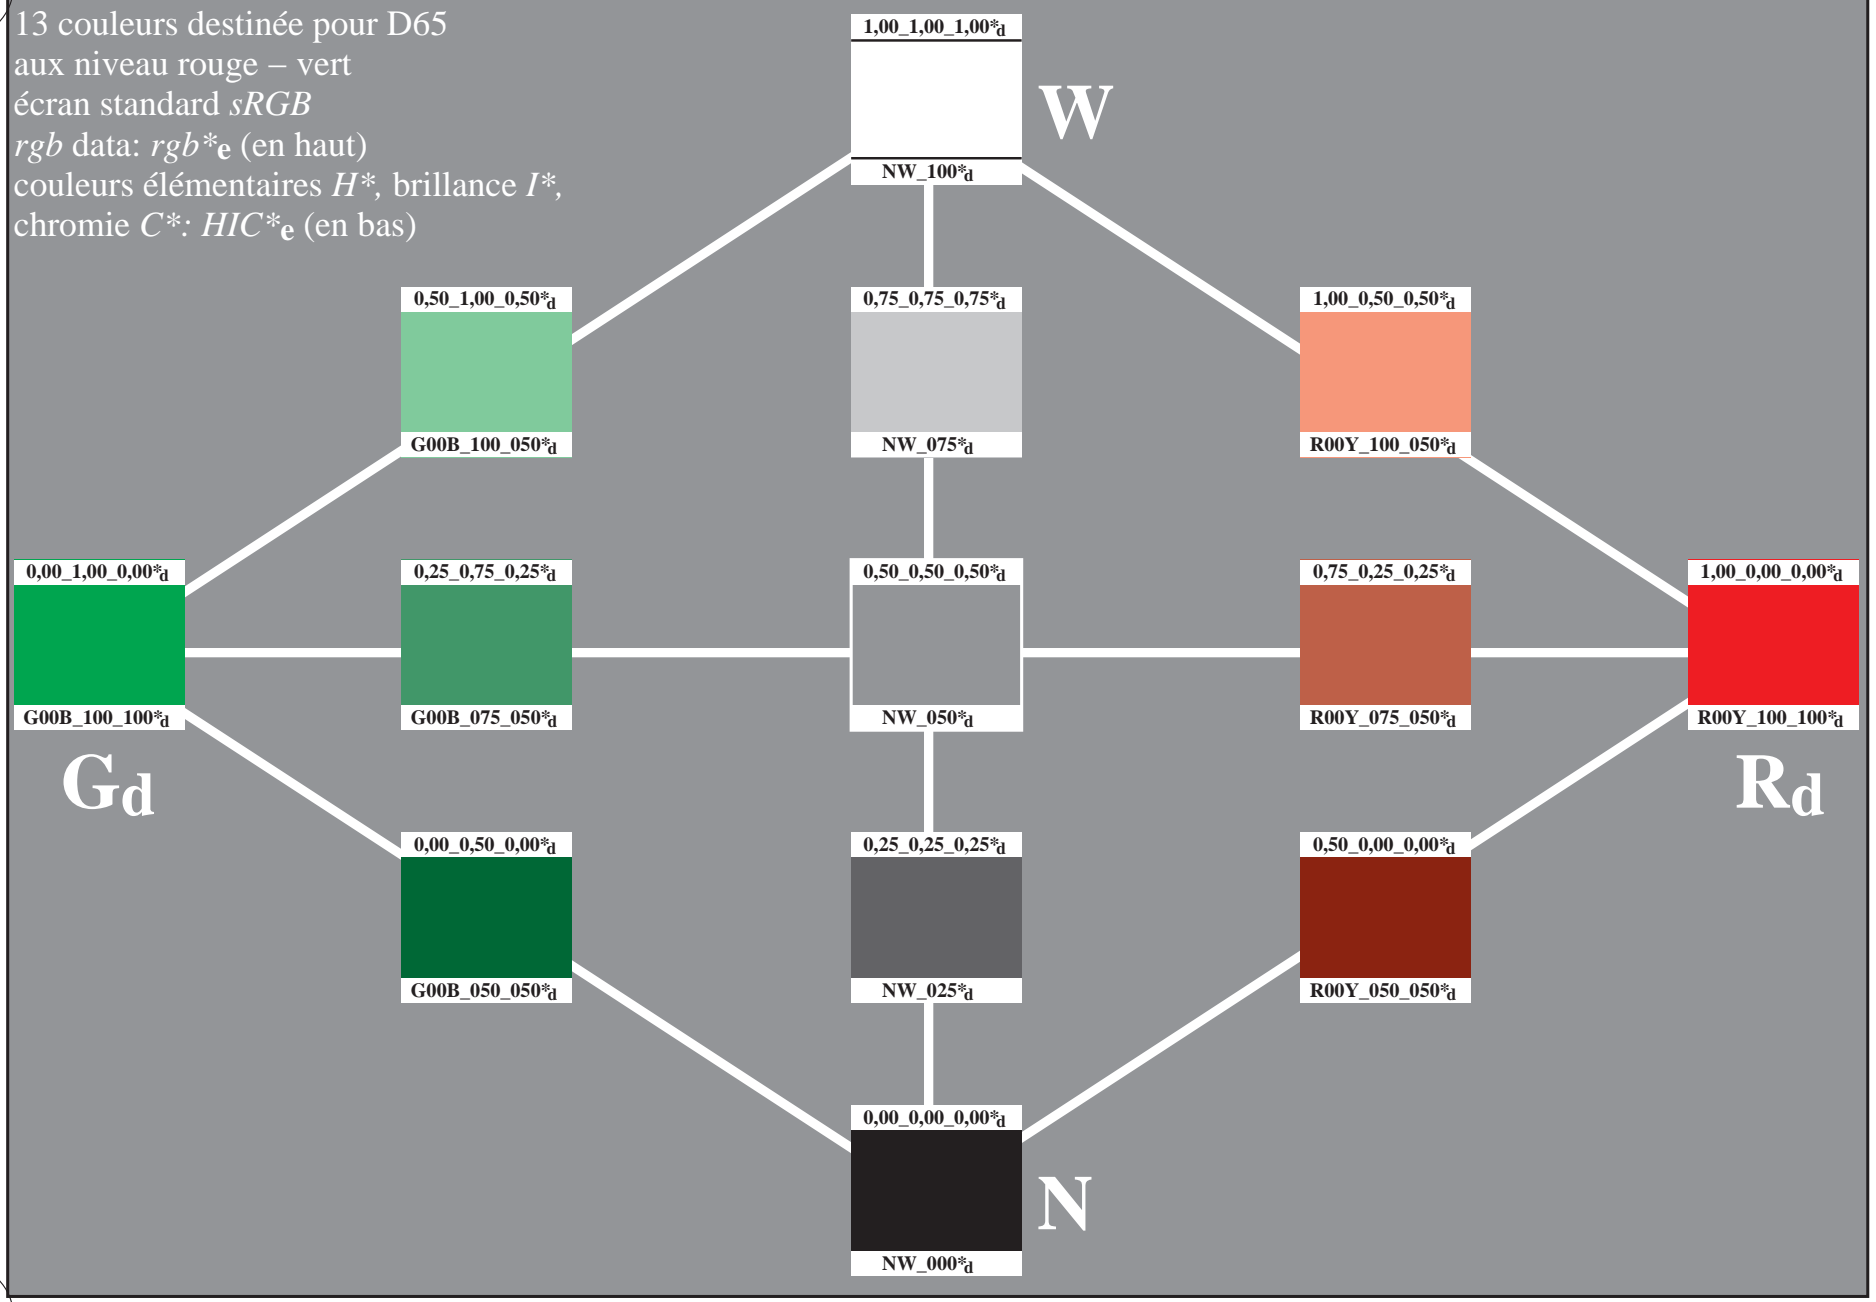 13 couleurs destinée pour D65
aux niveau rouge – vert
écran standard sRGB
rgb data: rgb*e (en haut)
couleurs élémentaires H*, brillance I*,
chromie C*: HIC*e (en bas)
1,00_1,00_1,00*d
W
NW_100*d
0,50_1,00_0,50*d
0,75_0,75_0,75*d
1,00_0,50_0,50*d
G00B_100_050*d
NW_075*d
R00Y_100_050*d
0,00_1,00_0,00*d
0,25_0,75_0,25*d
0,50_0,50_0,50*d
0,75_0,25_0,25*d
1,00_0,00_0,00*d
G00B_100_100*d
G00B_075_050*d
NW_050*d
R00Y_075_050*d
R00Y_100_100*d
Gd
Rd
0,00_0,50_0,00*d
0,25_0,25_0,25*d
0,50_0,00_0,00*d
G00B_050_050*d
NW_025*d
R00Y_050_050*d
0,00_0,00_0,00*d
N
NW_000*d